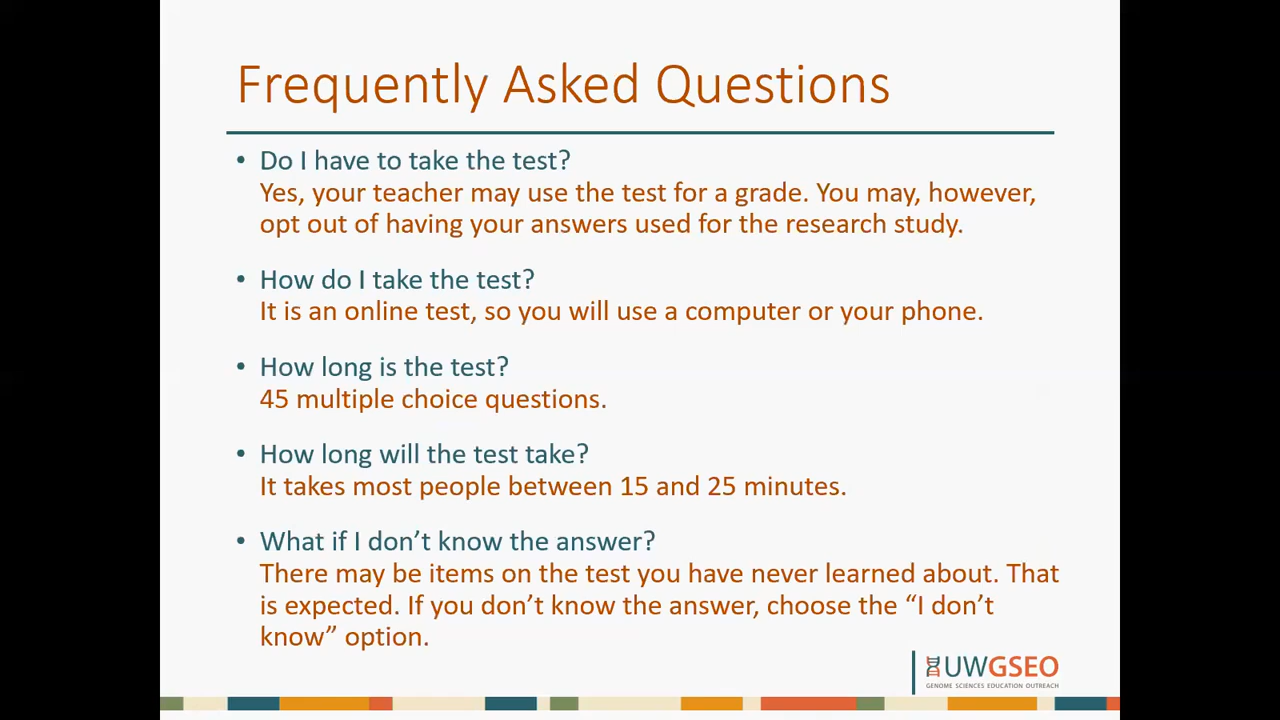 Frequently Asked Questions
• Do I have to take the test?
Yes, your teacher may use the test for a grade. You may, however,
opt out of having your answers used for the research study.
• How do I take the test?
It is an online test, so you will use a computer or your phone.
• How long is the test?
45 multiple choice questions.
• How long will the test take?
It takes most people between 15 and 25 minutes.
• What if I don’t know the answer?
There may be items on the test you have never learned about. That
is expected. If you don’t know the answer, choose the “I don’t
know” option.
UWGSEO
GENOME SCIENCES EDUCATION OUTREACH